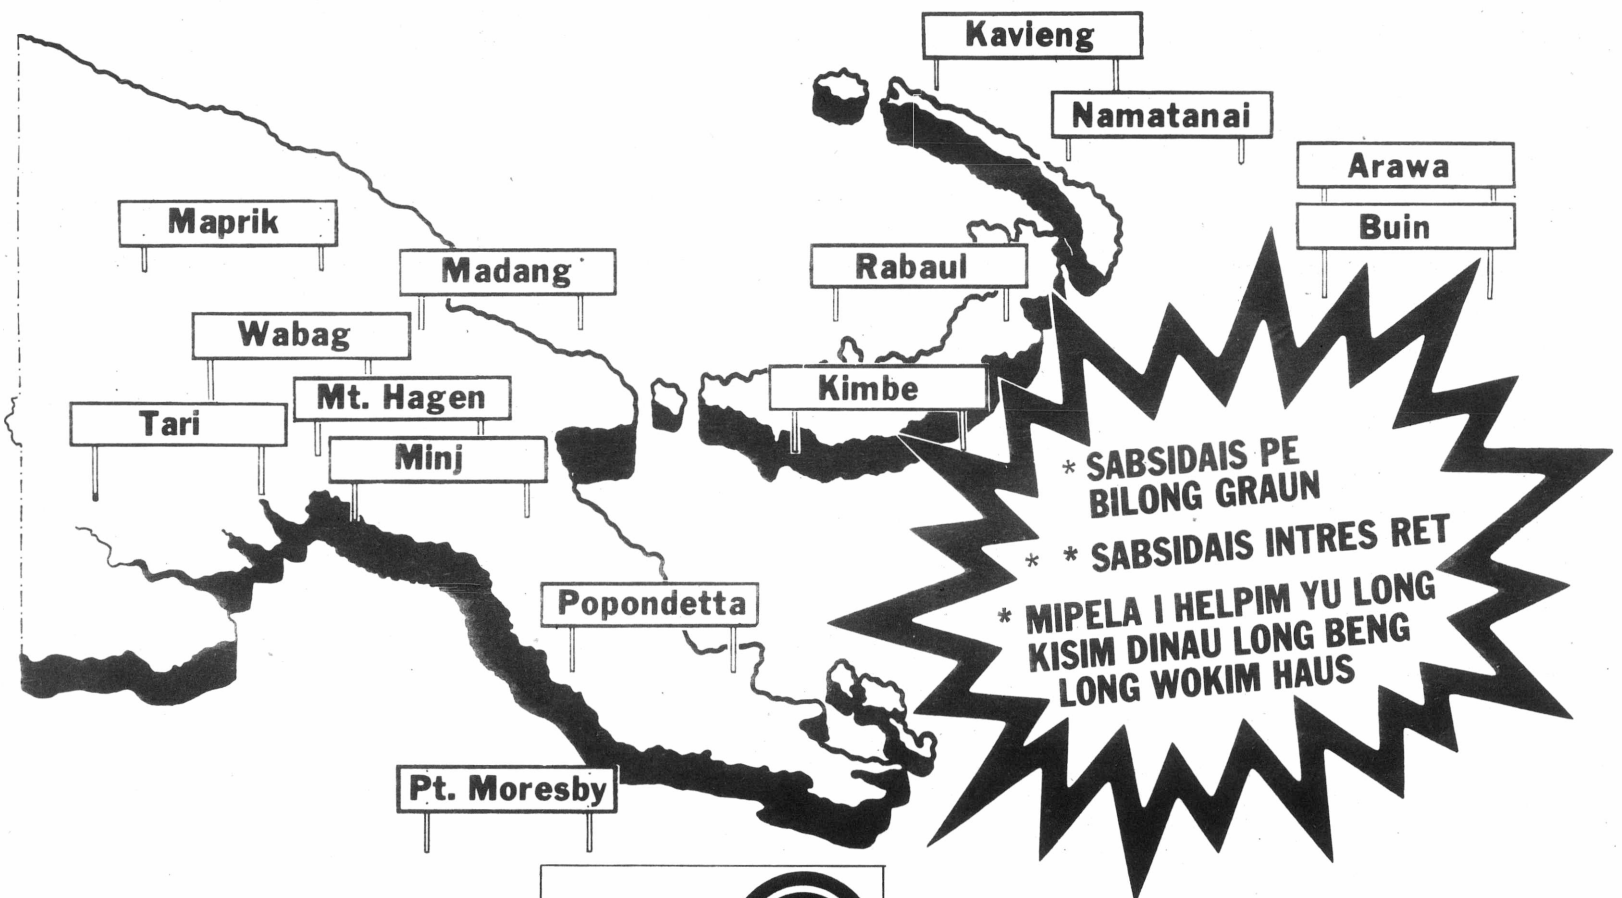 Kavieng
Namatanai
Arawa
Buin
Maprik
Madang
Rabaul
Wabag
Mt. Hagen
Kimbe
Tari
Minj
* SABSIDAIS PE
BILONG GRAUN
* * SABSIDAIS INTRES RET
* MIPELA I HELPIM YU LONG
KISIM DINAU LONG BENG
LONG WOKIM HAUS
Popondetta
Pt. Moresby